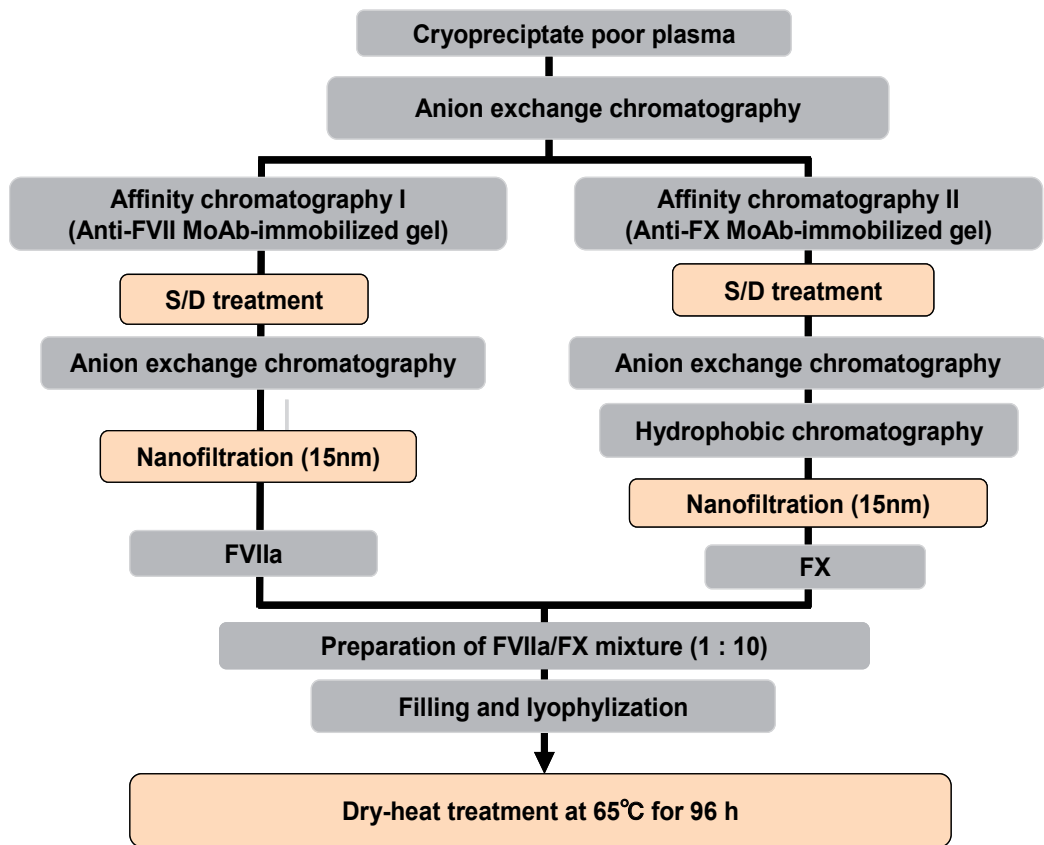 Cryopreciptate poor plasma
Anion exchange chromatography
Affinity chromatography I
(Anti-FVII MoAb-immobilized gel)
S/D treatment
Anion exchange chromatography
Nanofiltration (15nm)
FVIIa
Affinity chromatography II
(Anti-FX MoAb-immobilized gel)
S/D treatment
Anion exchange chromatography
Hydrophobic chromatography
Nanofiltration (15nm)
FX
Preparation of FVIIa/FX mixture (1 : 10)
Filling and lyophylization
Dry-heat treatment at 65°C for 96 h